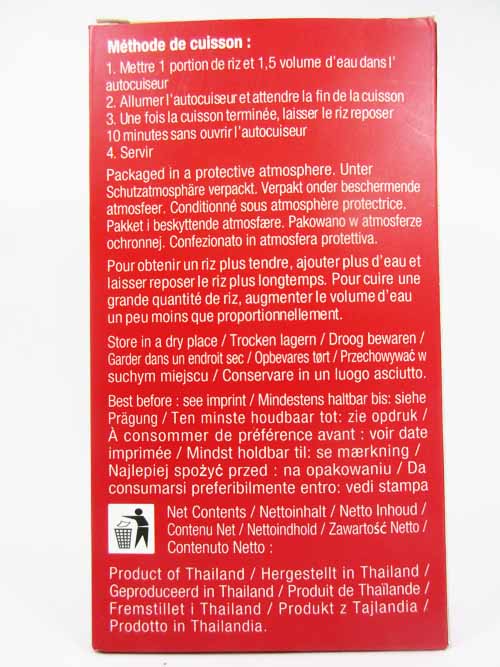 Méthode de cuisson :
1. Mettre 1 portion de riz et 1,5 volume d'eau dans l'
autocuiseur
2. Allumer l'autocuiseur et attendre la fin de la cuisson
3. Une fois la cuisson terminée, laisser le riz reposer
10 minutes sans ouvrir l'autocuiseur
4. Servir
Packaged in a protective atmosphere. Unter
Schutzatmosphäre verpackt. Verpakt onder beschermende
atmosfeer. Conditionné sous atmosphère protectrice.
Pakket i beskyttende atmosfære. Pakowano w atmosferze
ochronnej. Confezionato in atmosfera protettiva.
Pour obtenir un riz plus tendre, ajouter plus d'eau et
laisser reposer le riz plus longtemps. Pour cuire une
grande quantité de riz, augmenter le volume d'eau
un peu moins que proportionnellement.
Store in a dry place / Trocken lagern / Droog bewaren /
Garder dans un endroit sec / Opbevares tørt / Przechowywać w
suchym miejscu / Conservare in un luogo asciutto.
Best before : see imprint / Mindestens haltbar bis: siehe
Prägung / Ten minste houdbaar tot: zie opdruk /
À consommer de préférence avant : voir date
imprimée / Mindst holdbar til: se mærkning /
Najlepiej spożyć przed : na opakowaniu / Da
consumarsi preferibilmente entro: vedi stampa
Net Contents / Nettoinhalt / Netto Inhoud /
Contenu Net / Nettoindhold / Zawartość Netto /
Contenuto Netto :
Product of Thailand / Hergestellt in Thailand /
Geproduceerd in Thailand / Produit de Thaïlande /
Fremstillet i Thailand / Produkt z Tajlandia /
Prodotto in Thailandia.